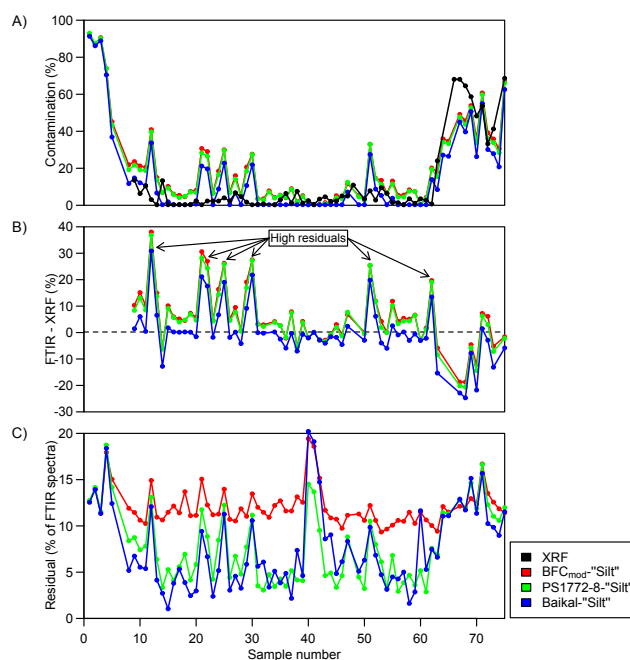 A)
100
80
60
40
20
0
Contamination (%)
B)
40
30
20
10
0
-10
-20
-30
FTIR - XRF (%)
High residuals
C)
20
15
10
5
0
Residual (% of FTIR spectra)
0 10 20 30 40 50 60 70
Sample number
XRF
BFCmod-"Silt"
PS1772-8-"Silt"
Baikal-"Silt"